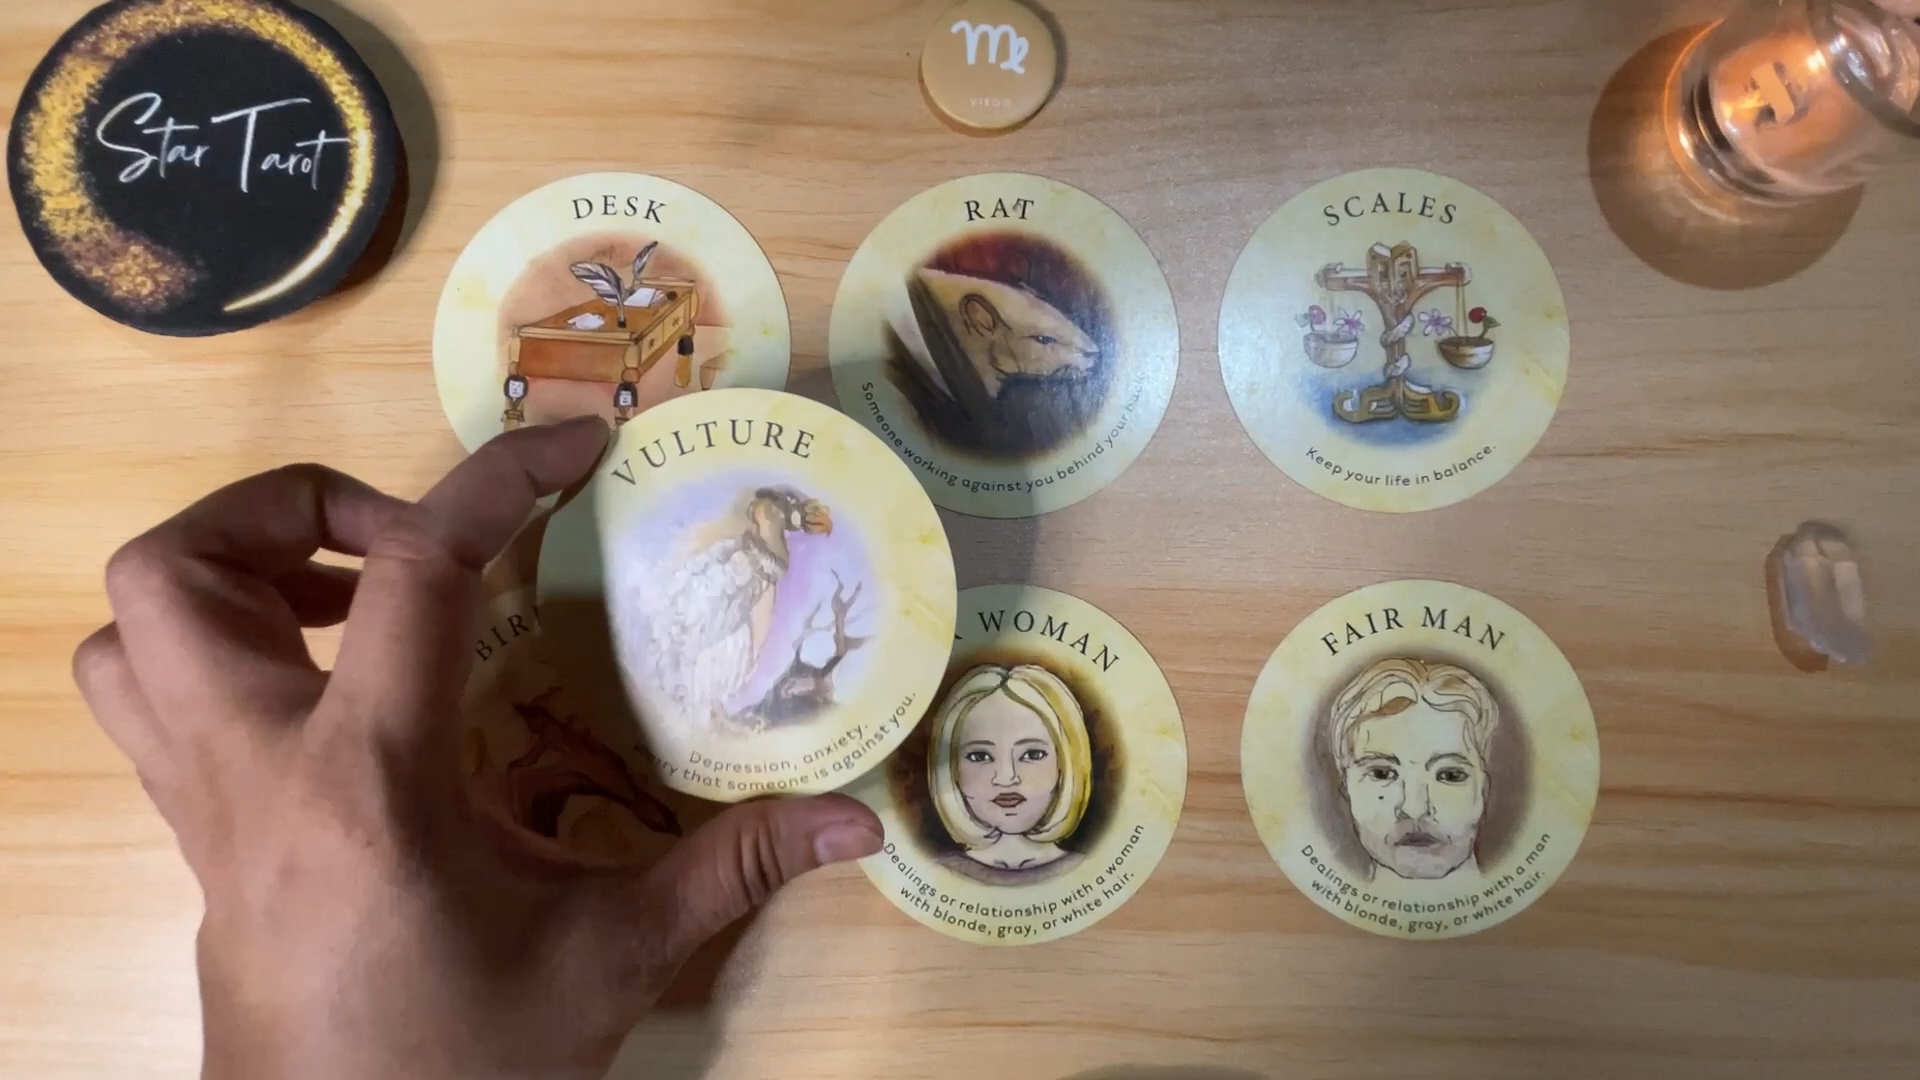 Star Tarot
VIRGO
DESK
RAT
Someone working against you behind your back.
SCALES
Keep your life in balance.
VULTURE
Depression, anxiety.
that someone is against you.
WOMAN
Dealings or relationship with a woman
with blonde, gray, or white hair.
FAIR MAN
Dealings or relationship with a man
with blonde, gray, or white hair.